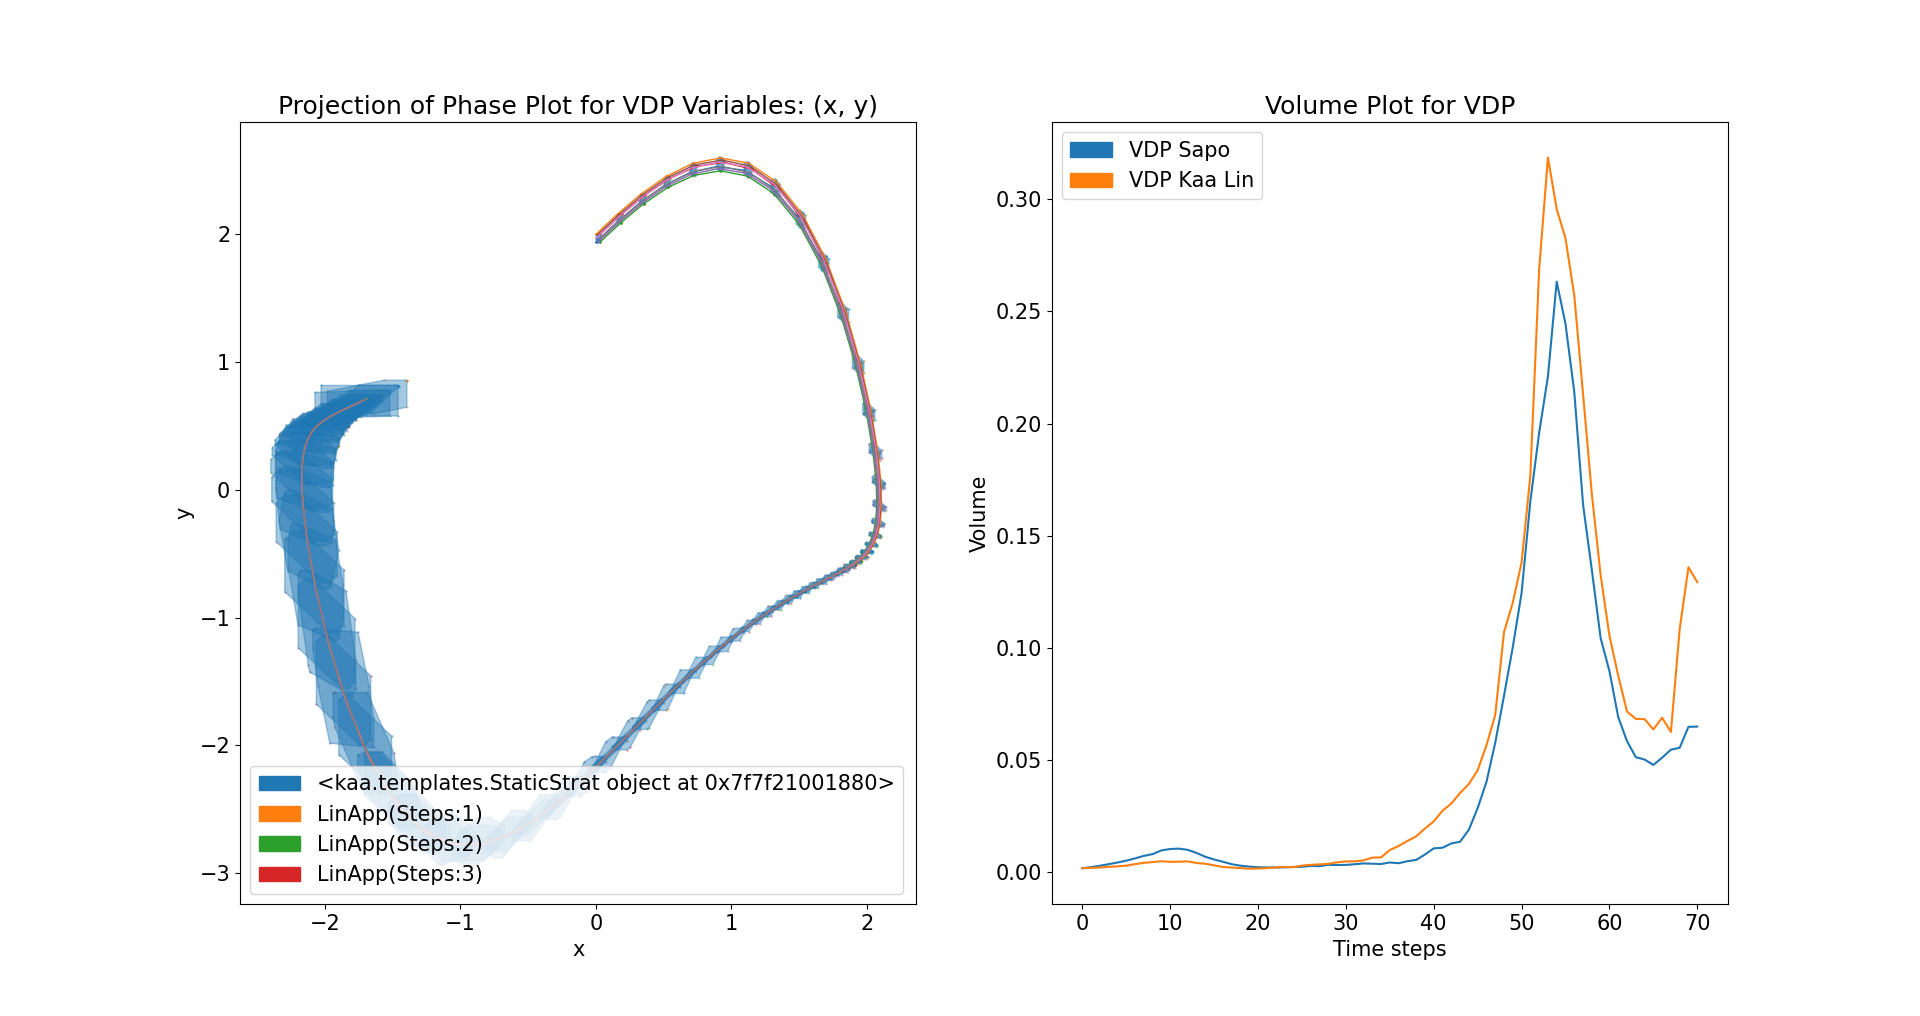 Projection of Phase Plot for VDP Variables: (x, y)
2
1
0
−1
−2
−3
y
<kaa.templates.StaticStrat object at 0x7f7f21001880>
LinApp(Steps:1)
LinApp(Steps:2)
LinApp(Steps:3)
−2 −1 0 1 2
x
Volume Plot for VDP
VDP Sapo
VDP Kaa Lin
0.30
0.25
0.20
0.15
0.10
0.05
0.00
Volume
0 10 20 30 40 50 60 70
Time steps